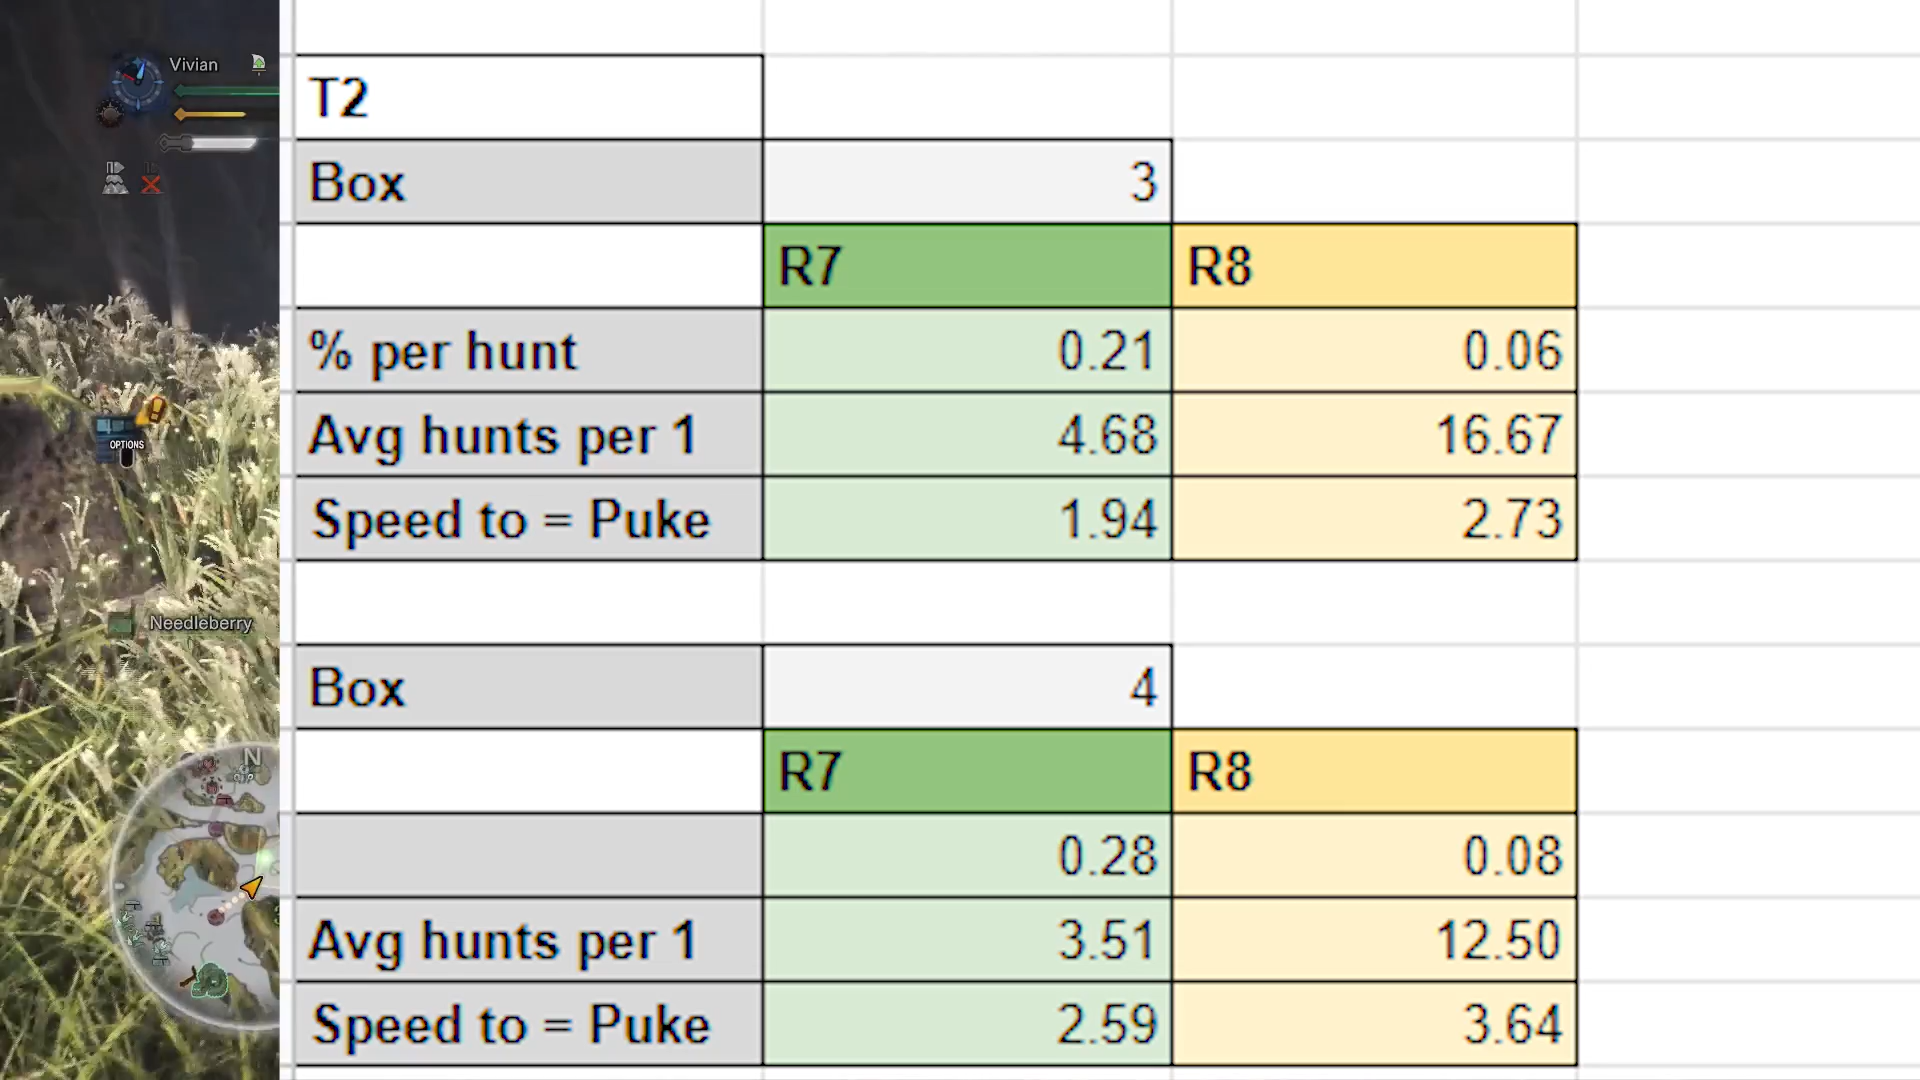 Vivian
OPTIONS
Needleberry
N
T2
Box 3
R7 R8
% per hunt 0.21 0.06
Avg hunts per 1 4.68 16.67
Speed to = Puke 1.94 2.73
Box 4
R7 R8
0.28 0.08
Avg hunts per 1 3.51 12.50
Speed to = Puke 2.59 3.64